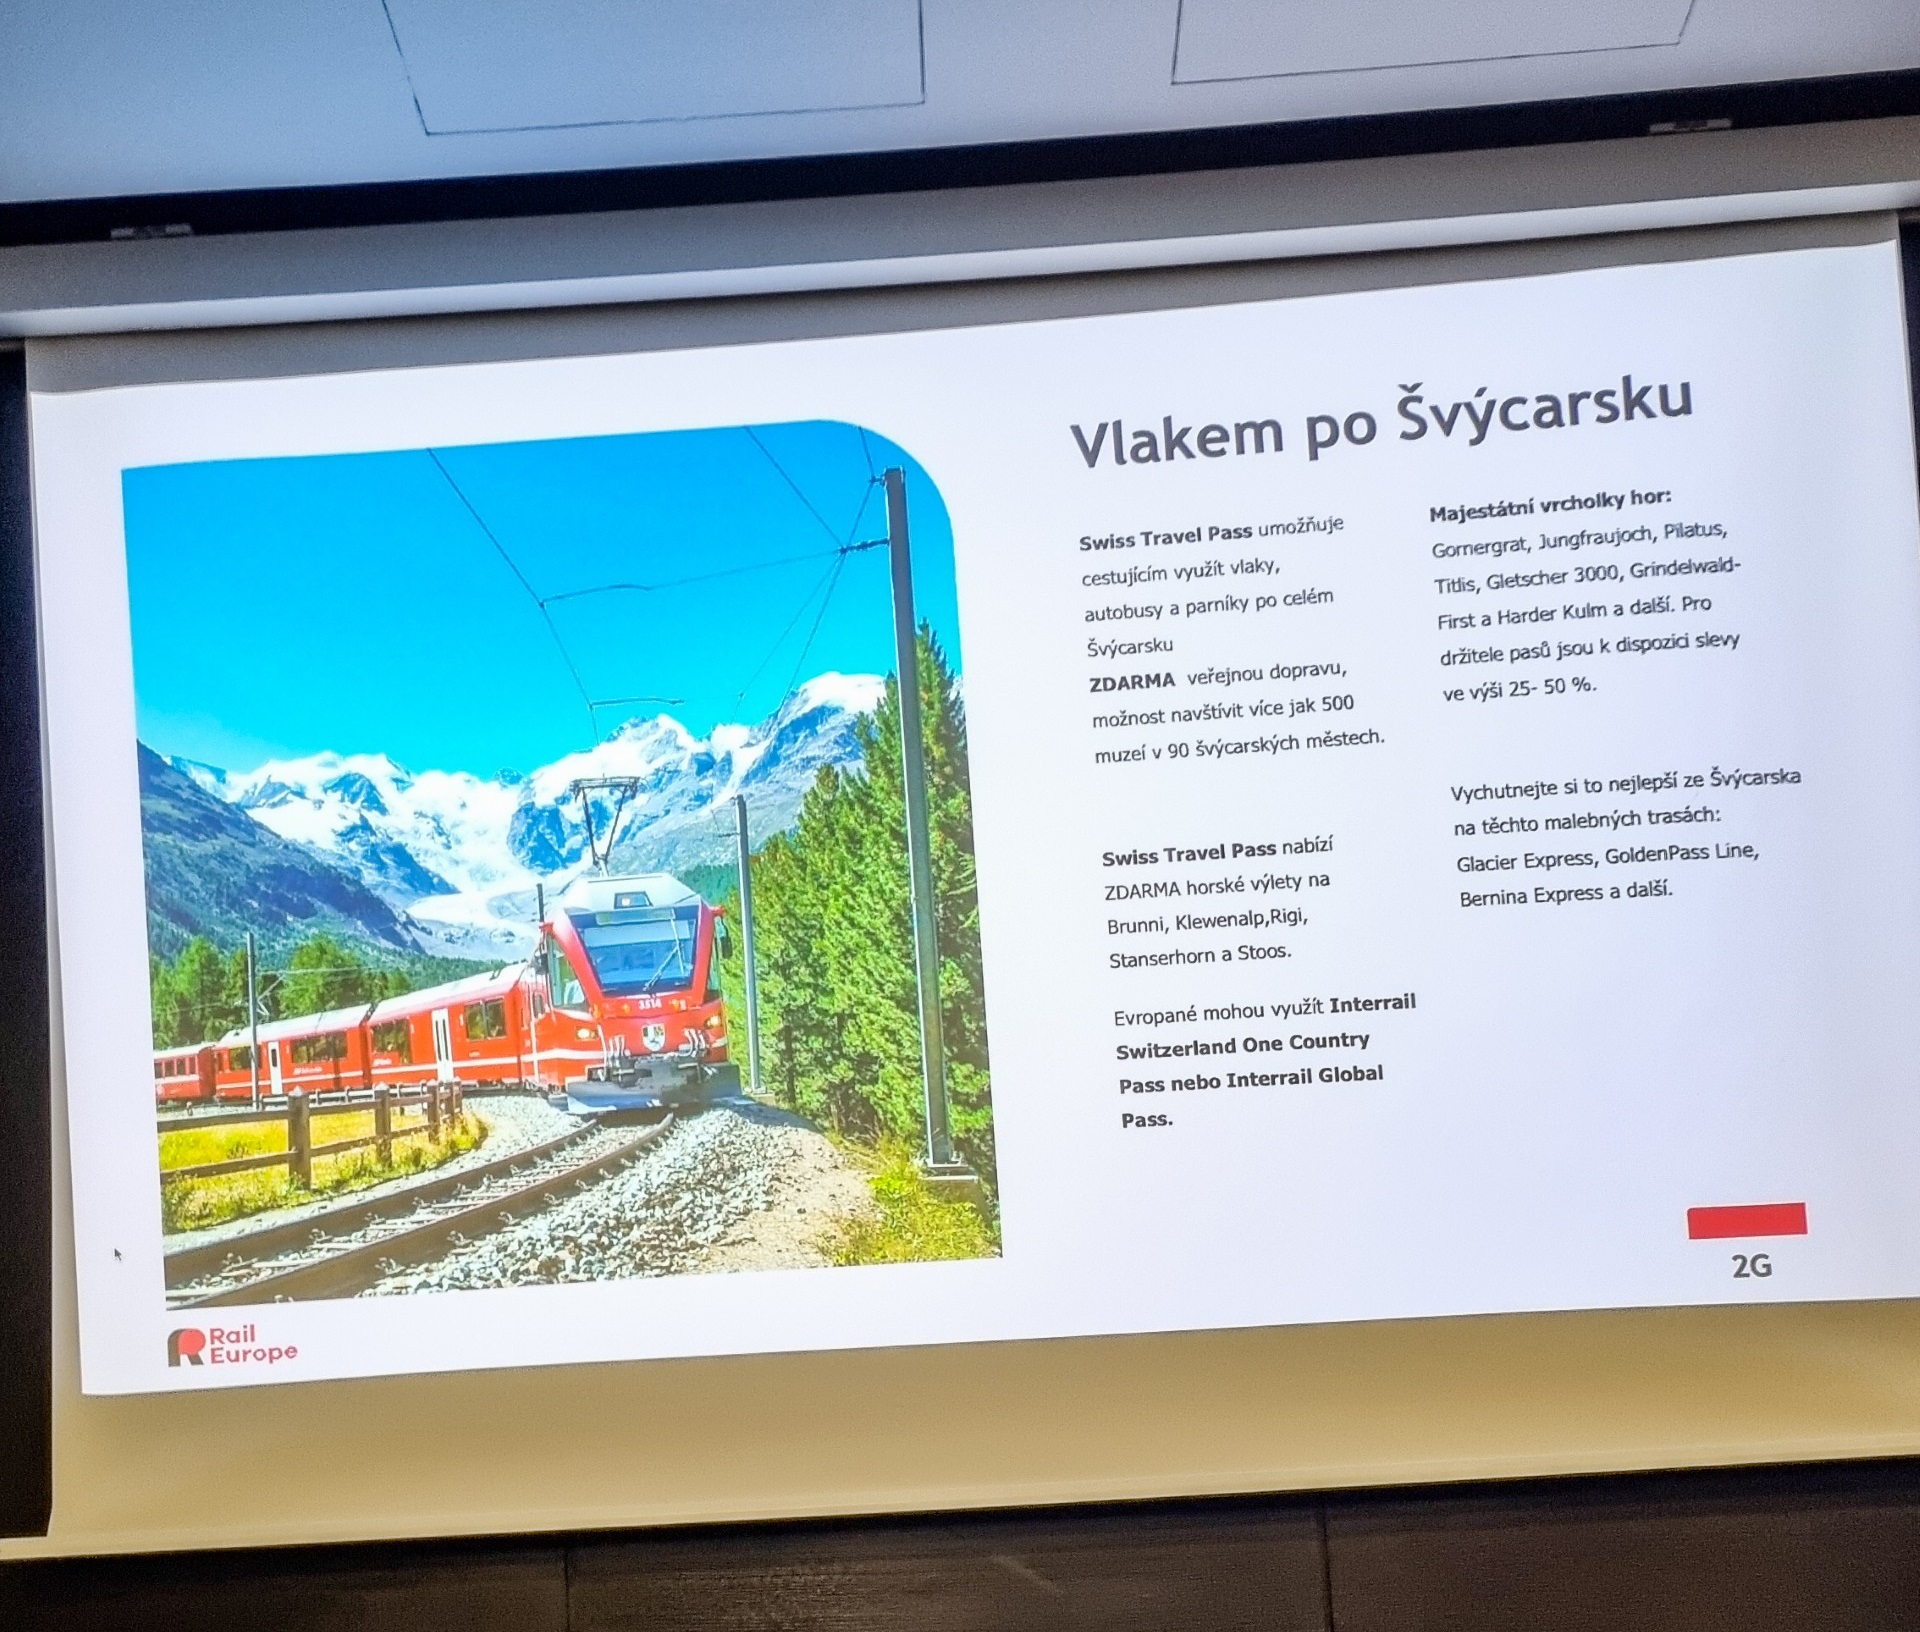 Vlakem po Švýcarsku
Swiss Travel Pass umožňuje
cestujícím využít vlaky,
autobusy a parníky po celém
Švýcarsku
ZDARMA veřejnou dopravu,
možnost navštívit více jak 500
muzeí v 90 švýcarských městech.
Swiss Travel Pass nabízí
ZDARMA horské výlety na
Brunni, Klewenalp,Rigi,
Stanserhorn a Stoos.
Evropané mohou využít Interrail
Switzerland One Country
Pass nebo Interrail Global
Pass.
Majestátní vrcholky hor:
Gornergrat, Jungfraujoch, Pilatus,
Titlis, Gletscher 3000, Grindelwald-
First a Harder Kulm a další. Pro
držitele pasů jsou k dispozici slevy
ve výši 25- 50 %.
Vychutnejte si to nejlepší ze Švýcarska
na těchto malebných trasách:
Glacier Express, GoldenPass Line,
Bernina Express a další.
3514
Rail
Europe
2G